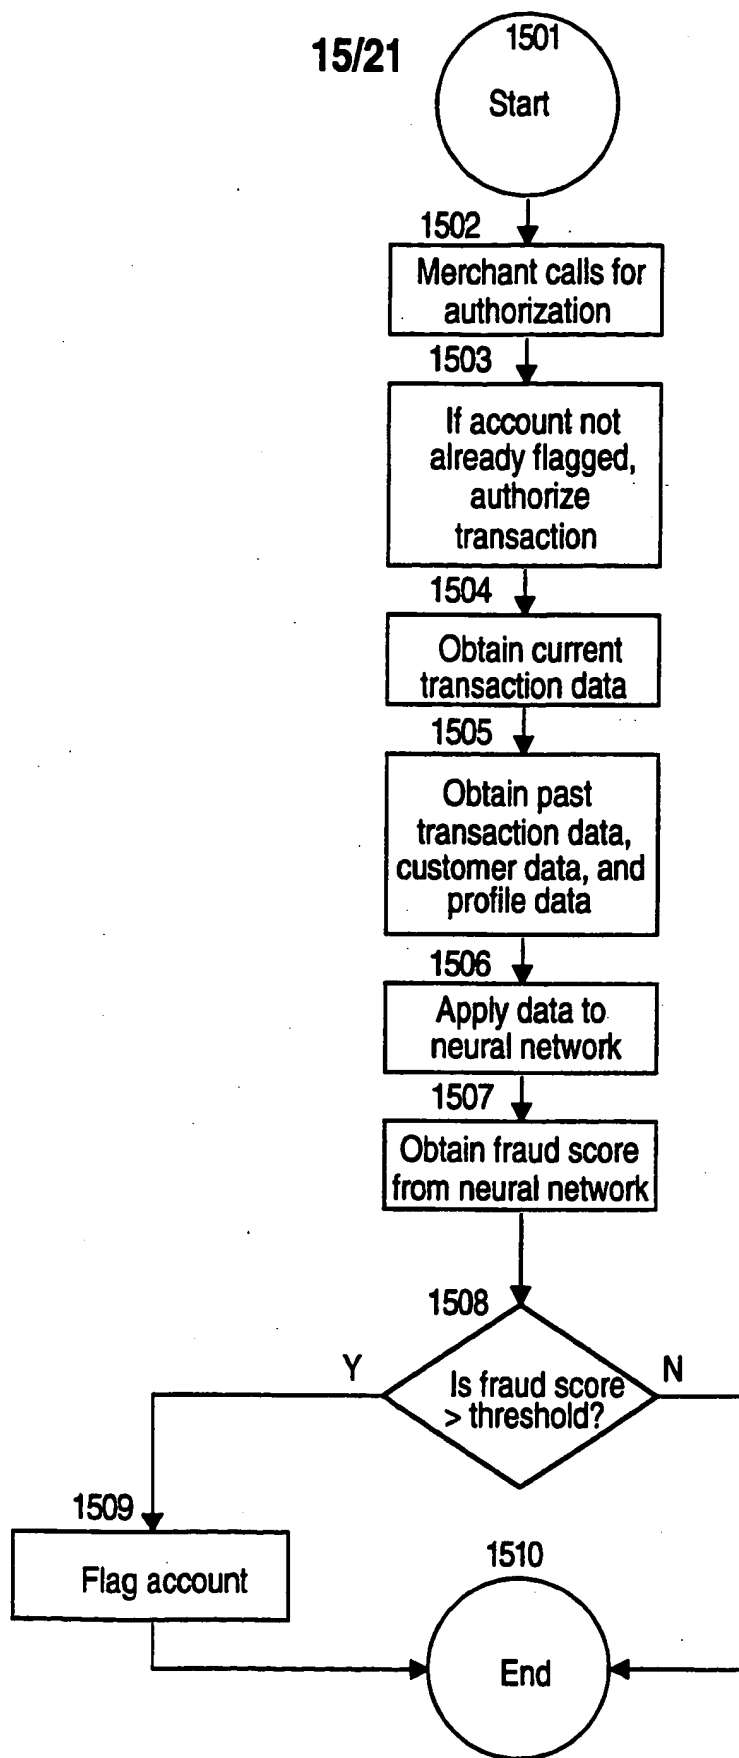 15/21
1501
Start
1502
Merchant calls for
authorization
1503
If account not
already flagged,
authorize
transaction
1504
Obtain current
transaction data
1505
Obtain past
transaction data,
customer data, and
profile data
1506
Apply data to
neural network
1507
Obtain fraud score
from neural network
1508
Y
N
Is fraud score
> threshold?
1509
Flag account
1510
End